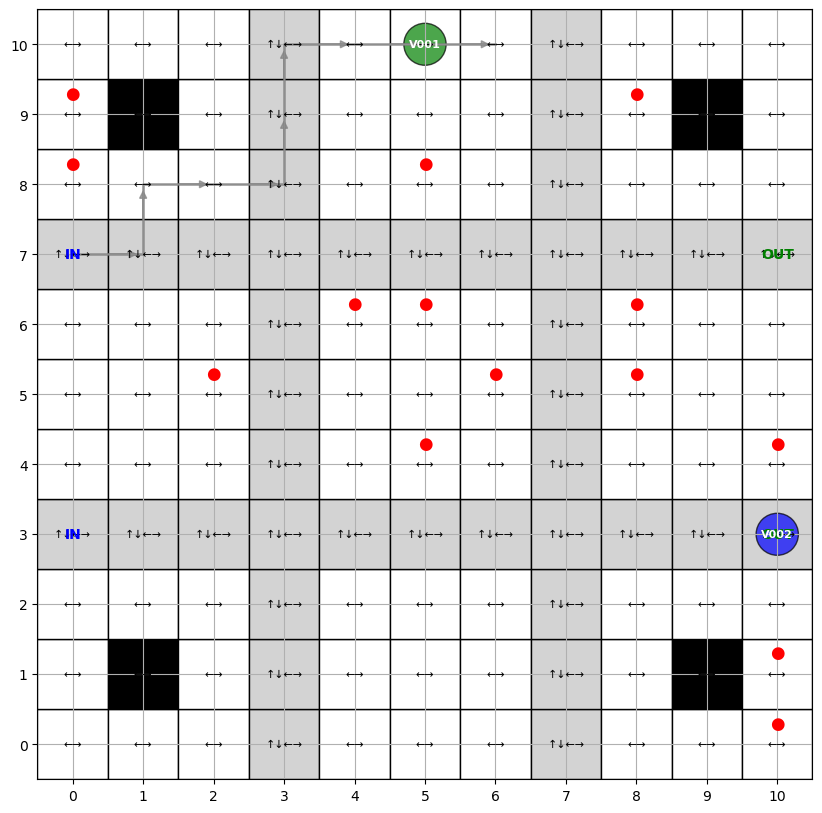 10 ←→ ←→ ←→ ↑↓←→ ←→ V001 ←→ ↑↓←→ ←→ ←→ ←→
9 ←→ ←→ ↑↓←→ ←→ ←→ ←→ ↑↓←→ ←→ ←→
8 ←→ ←→ ←→ ↑↓←→ ←→ ←→ ←→ ↑↓←→ ←→ ←→ ←→
7 IN ↑↓←→ ↑↓←→ ↑↓←→ ↑↓←→ ↑↓←→ ↑↓←→ ↑↓←→ ↑↓←→ ↑↓←→ OUT
6 ←→ ←→ ←→ ↑↓←→ ←→ ←→ ←→ ↑↓←→ ←→ ←→ ←→
5 ←→ ←→ ←→ ↑↓←→ ←→ ←→ ←→ ↑↓←→ ←→ ←→ ←→
4 ←→ ←→ ←→ ↑↓←→ ←→ ←→ ←→ ↑↓←→ ←→ ←→ ←→
3 IN ↑↓←→ ↑↓←→ ↑↓←→ ↑↓←→ ↑↓←→ ↑↓←→ ↑↓←→ ↑↓←→ ↑↓←→ V002
2 ←→ ←→ ←→ ↑↓←→ ←→ ←→ ←→ ↑↓←→ ←→ ←→ ←→
1 ←→ ←→ ↑↓←→ ←→ ←→ ←→ ↑↓←→ ←→ ←→
0 ←→ ←→ ←→ ↑↓←→ ←→ ←→ ←→ ↑↓←→ ←→ ←→ ←→
0 1 2 3 4 5 6 7 8 9 10